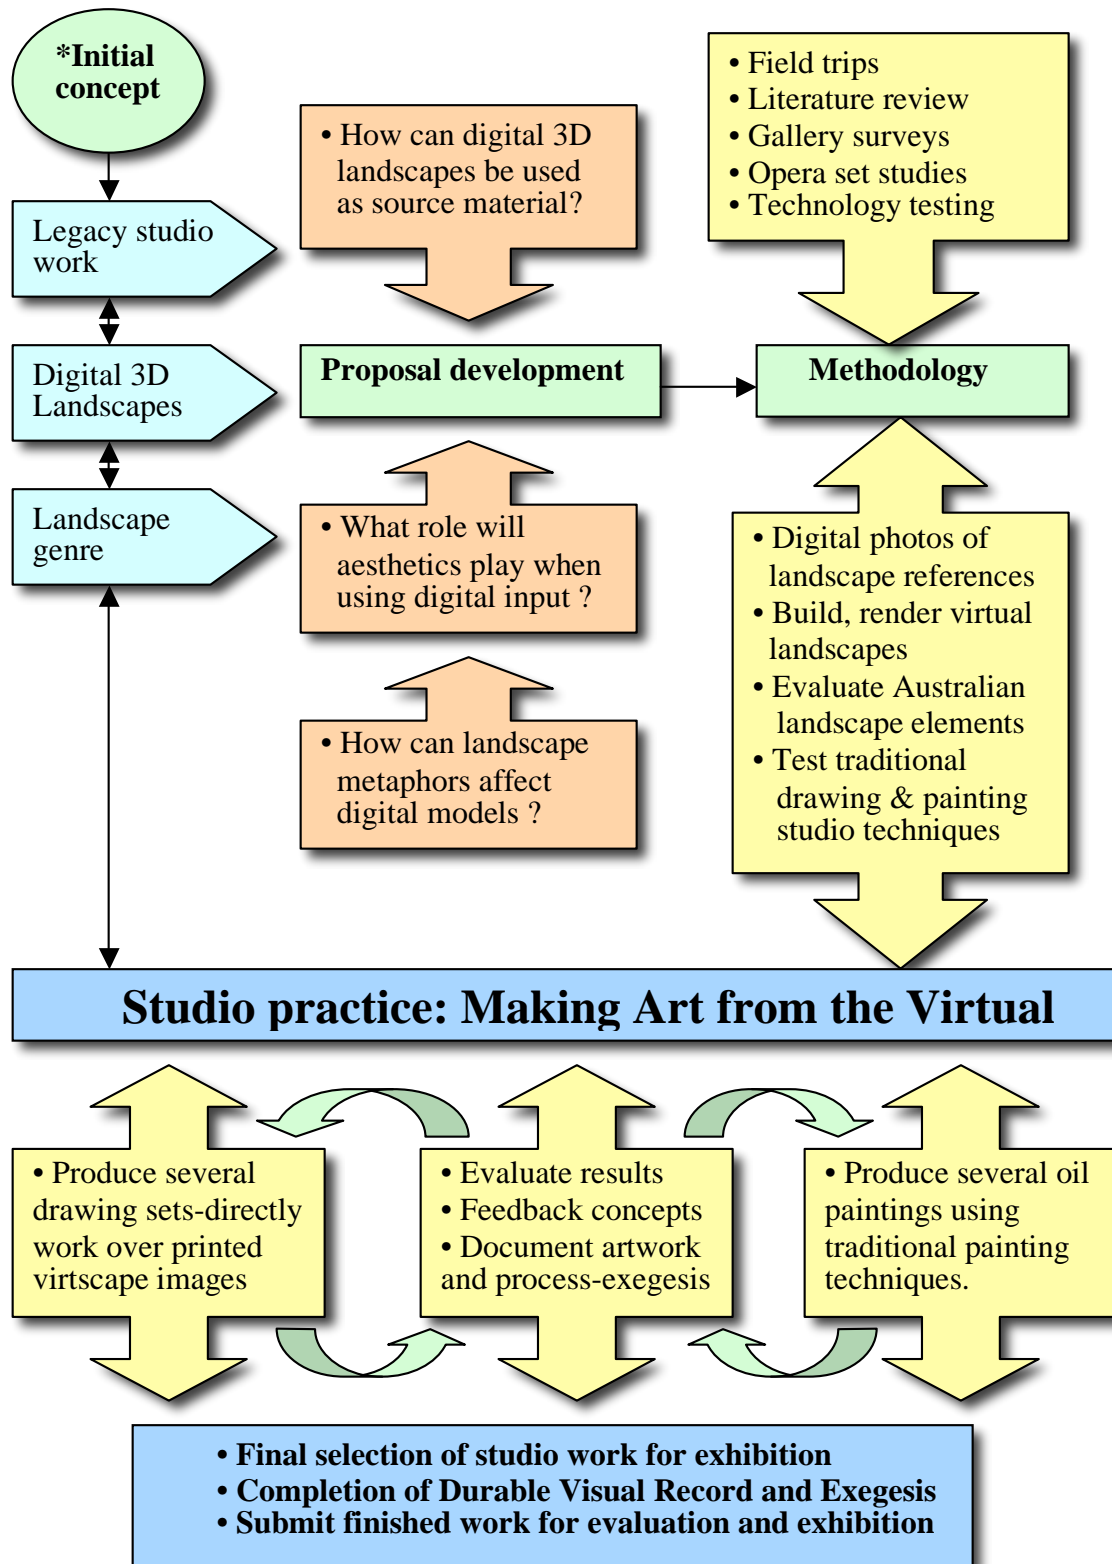 *Initial
concept
Legacy studio
work
Digital 3D
Landscapes
Landscape
genre
• How can digital 3D
landscapes be used
as source material?
Proposal development
• What role will
aesthetics play when
using digital input ?
• How can landscape
metaphors affect
digital models ?
• Field trips
• Literature review
• Gallery surveys
• Opera set studies
• Technology testing
Methodology
• Digital photos of
landscape references
• Build, render virtual
landscapes
• Evaluate Australian
landscape elements
• Test traditional
drawing & painting
studio techniques
Studio practice: Making Art from the Virtual
• Produce several
drawing sets-directly
work over printed
virtscape images
• Evaluate results
• Feedback concepts
• Document artwork
and process-exegesis
• Produce several oil
paintings using
traditional painting
techniques.
• Final selection of studio work for exhibition
• Completion of Durable Visual Record and Exegesis
• Submit finished work for evaluation and exhibition